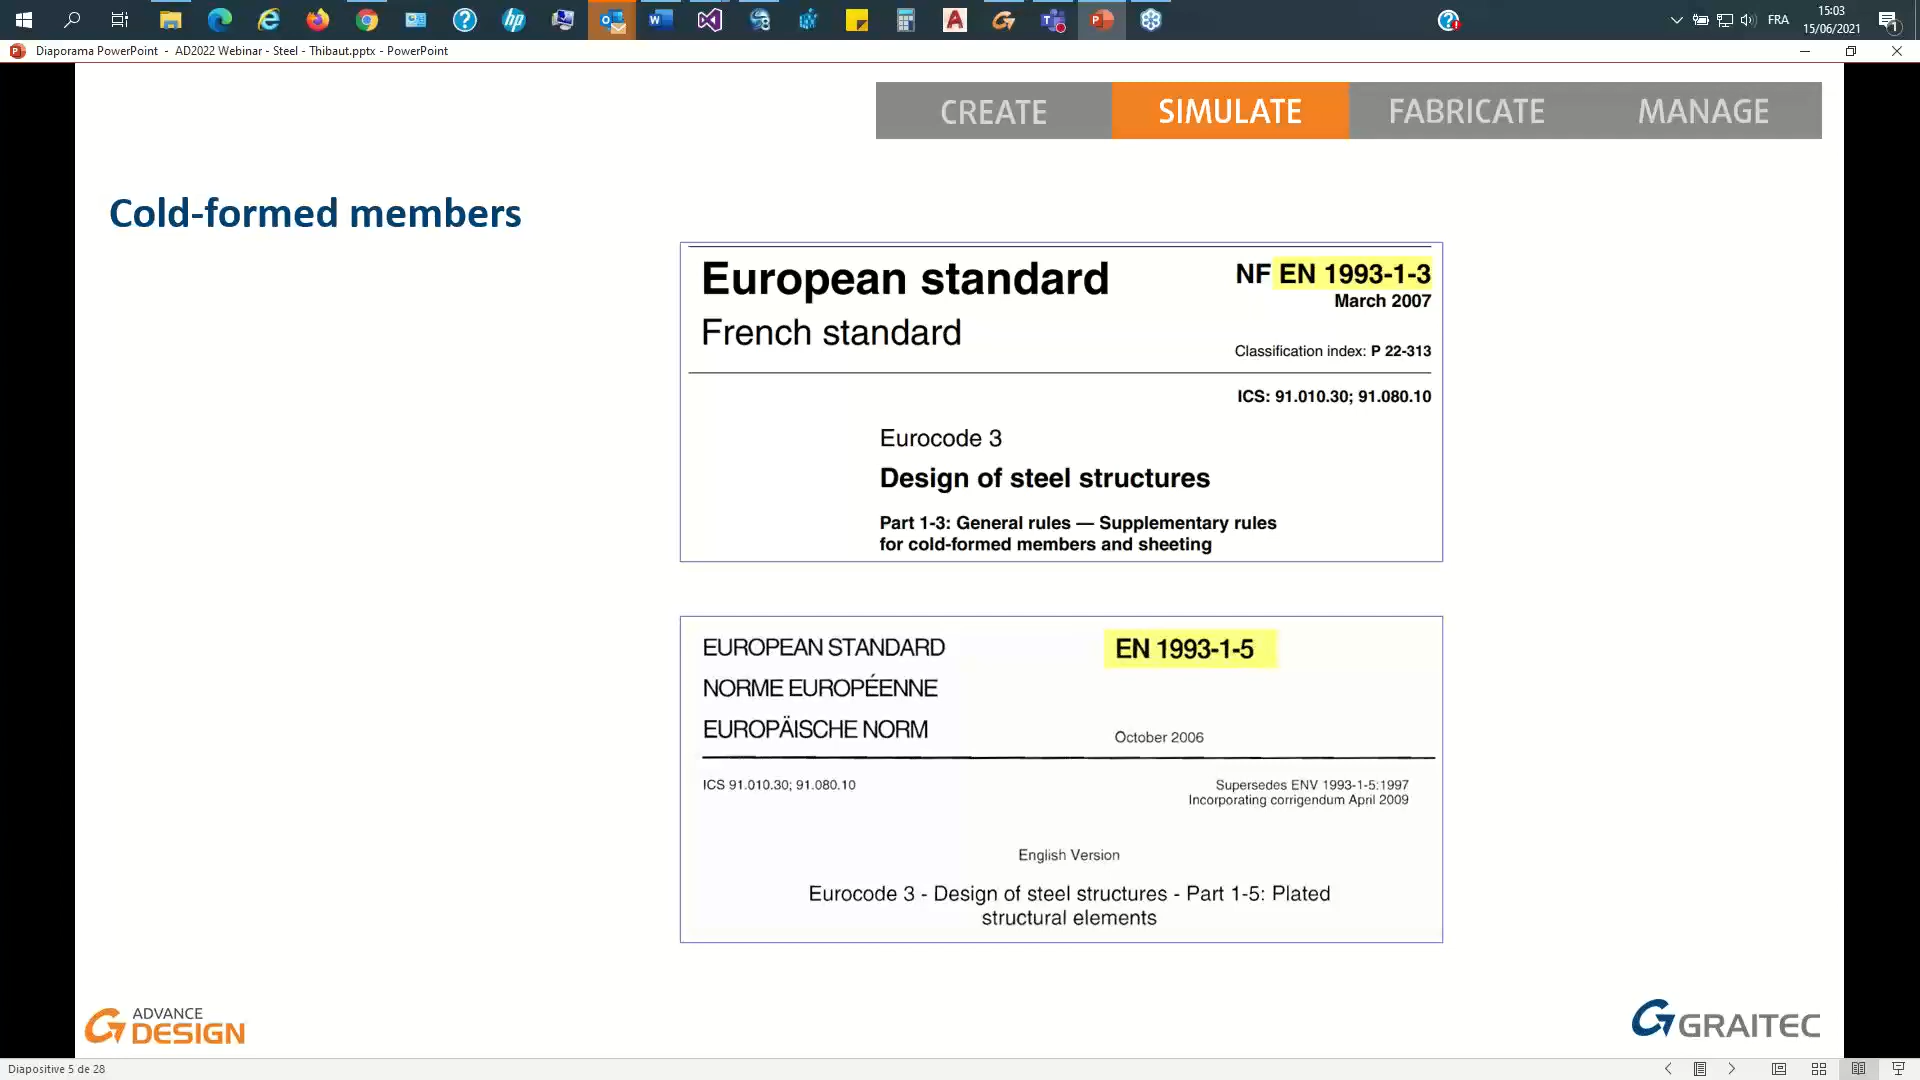 FRA
15:03
15/06/2021
1
Diaporama PowerPoint - AD2022 Webinar - Steel - Thibaut.pptx - PowerPoint
CREATE SIMULATE FABRICATE MANAGE
Cold-formed members
European standard
NF EN 1993-1-3
March 2007
French standard
Classification index: P 22-313
ICS: 91.010.30; 91.080.10
Eurocode 3
Design of steel structures
Part 1-3: General rules — Supplementary rules
for cold-formed members and sheeting
EUROPEAN STANDARD
EN 1993-1-5
NORME EUROPÉENNE
EUROPÄISCHE NORM
October 2006
ICS 91.010.30; 91.080.10
Supersedes ENV 1993-1-5:1997
Incorporating corrigendum April 2009
English Version
Eurocode 3 - Design of steel structures - Part 1-5: Plated
structural elements
ADVANCE
DESIGN
GRAITEC
Diapositive 5 de 28